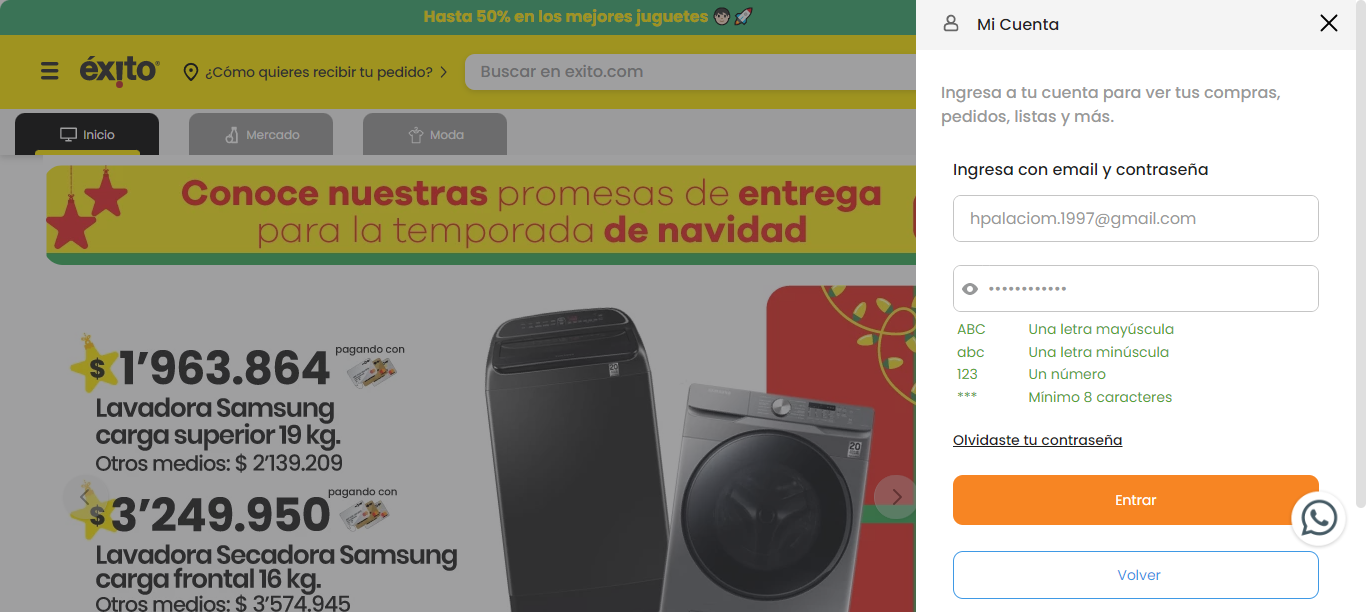 Hasta 50% en los mejores juguetes
éxito
¿Cómo quieres recibir tu pedido?
Buscar en exito.com
Inicio
Mercado
Moda
Conoce nuestras promesas de entrega
para la temporada de navidad
$ 1'963.864
pagando con
Lavadora Samsung
carga superior 19 kg.
Otros medios: $ 2'139.209
$ 3'249.950
pagando con
Lavadora Secadora Samsung
carga frontal 16 kg.
Otros medios: $ 3'574.945
Mi Cuenta
Ingresa a tu cuenta para ver tus compras,
pedidos, listas y más.
Ingresa con email y contraseña
hpalaciom.1997@gmail.com
••••••••••••
ABC Una letra mayúscula
abc Una letra minúscula
123 Un número
*** Mínimo 8 caracteres
Olvidaste tu contraseña
Entrar
Volver